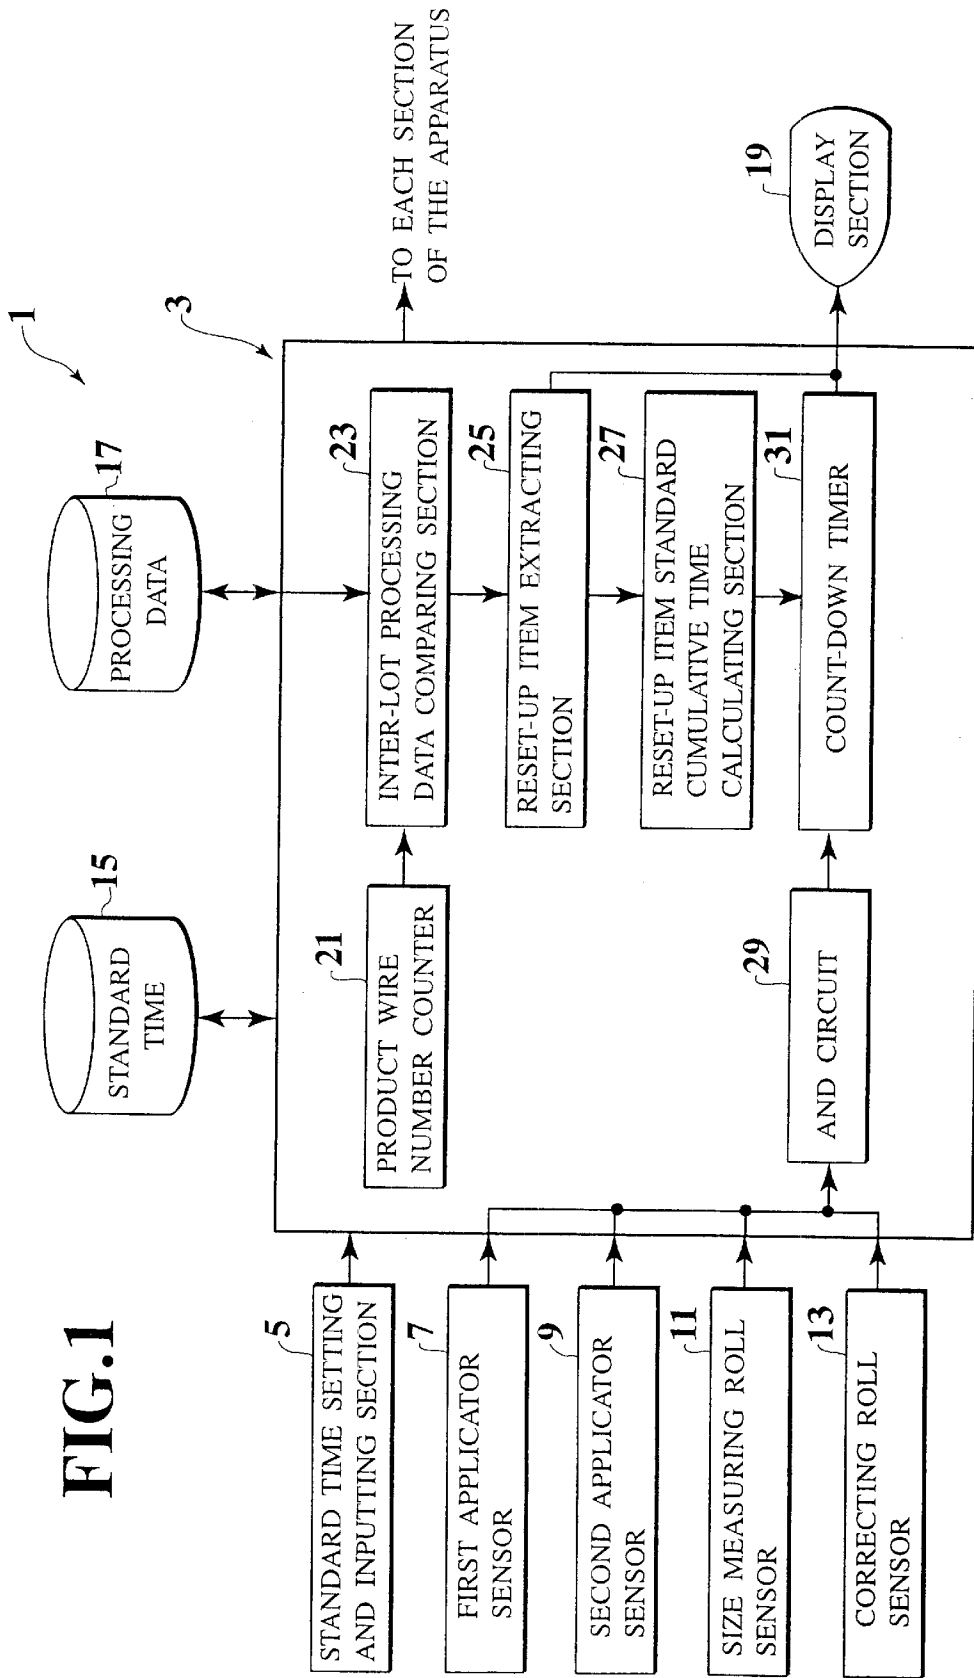 FIG.1
1
3
STANDARD
TIME
15
PROCESSING
DATA
17
5
STANDARD TIME SETTING
AND INPUTTING SECTION
7
FIRST APPLICATOR
SENSOR
9
SECOND APPLICATOR
SENSOR
11
SIZE MEASURING ROLL
SENSOR
13
CORRECTING ROLL
SENSOR
21
PRODUCT WIRE
NUMBER COUNTER
23
INTER-LOT PROCESSING
DATA COMPARING SECTION
25
RESET-UP ITEM EXTRACTING
SECTION
27
RESET-UP ITEM STANDARD
CUMULATIVE TIME
CALCULATING SECTION
29
AND CIRCUIT
31
COUNT-DOWN TIMER
TO EACH SECTION
OF THE APPARATUS
19
DISPLAY
SECTION